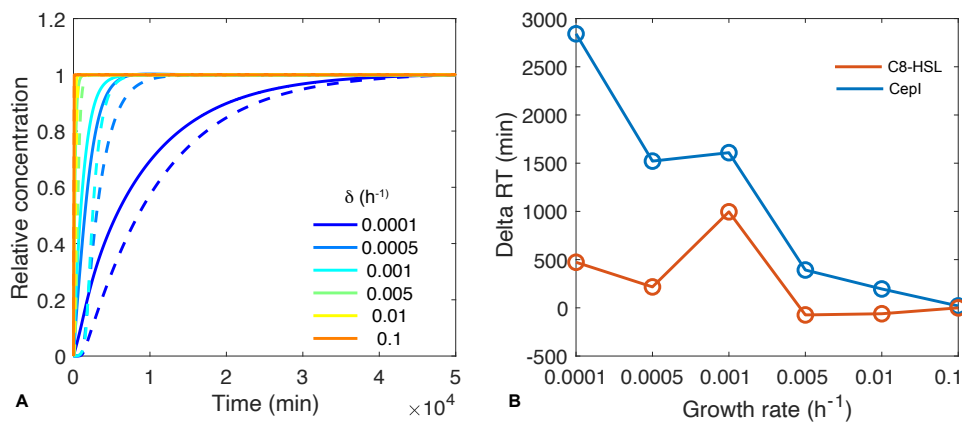 1.2
1
0.8
0.6
0.4
0.2
0
Relative concentration
δ (h⁻¹)
0.0001
0.0005
0.001
0.005
0.01
0.1
0 1 2 3 4 5
×10⁴
Time (min)
A
3000
2500
2000
1500
1000
500
0
-500
Delta RT (min)
C8-HSL
CepI
0.0001 0.0005 0.001 0.005 0.01 0.1
Growth rate (h⁻¹)
B